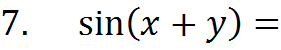 7. sin(x + y) =